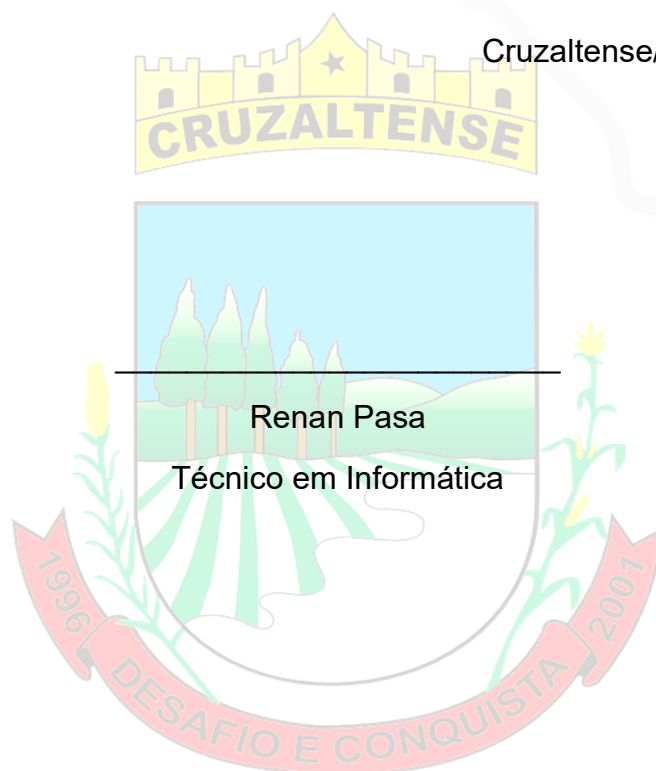 Cruzaltense/
CRUZALTENSE
Renan Pasa
Técnico em Informática
1996
2001
DESAFIO E CONQUISTA